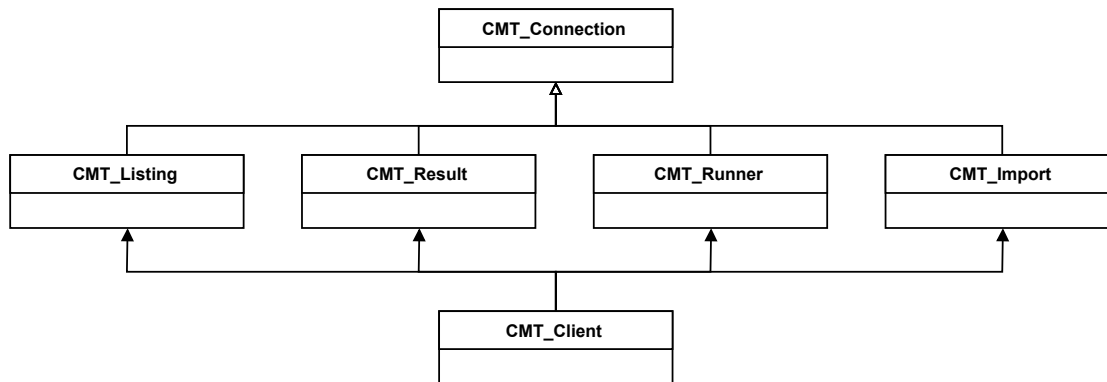 CMT_Connection
CMT_Listing
CMT_Result
CMT_Runner
CMT_Import
CMT_Client